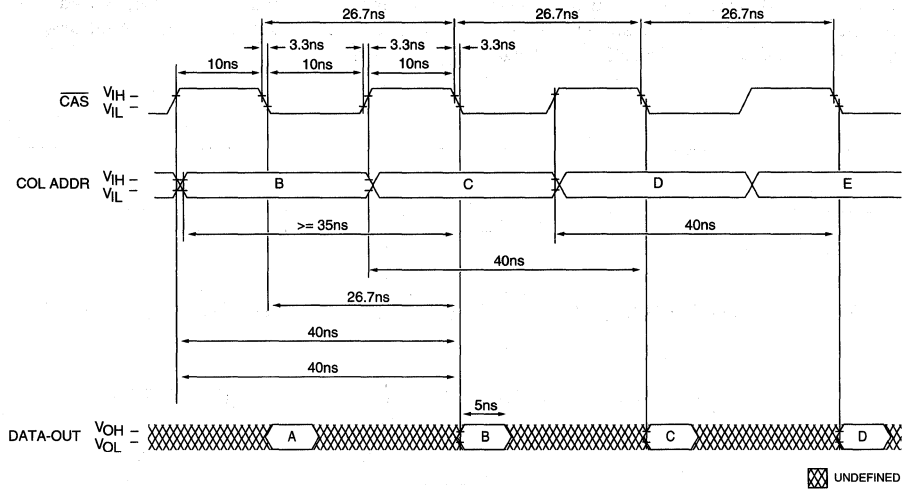 26.7ns 26.7ns 26.7ns
3.3ns 3.3ns 3.3ns
10ns 10ns 10ns
CAS VIH VIL
COL ADDR VIH VIL B C D E
>= 35ns 40ns
40ns
26.7ns
40ns
40ns
5ns
DATA-OUT VOH VOL A B C D
UNDEFINED